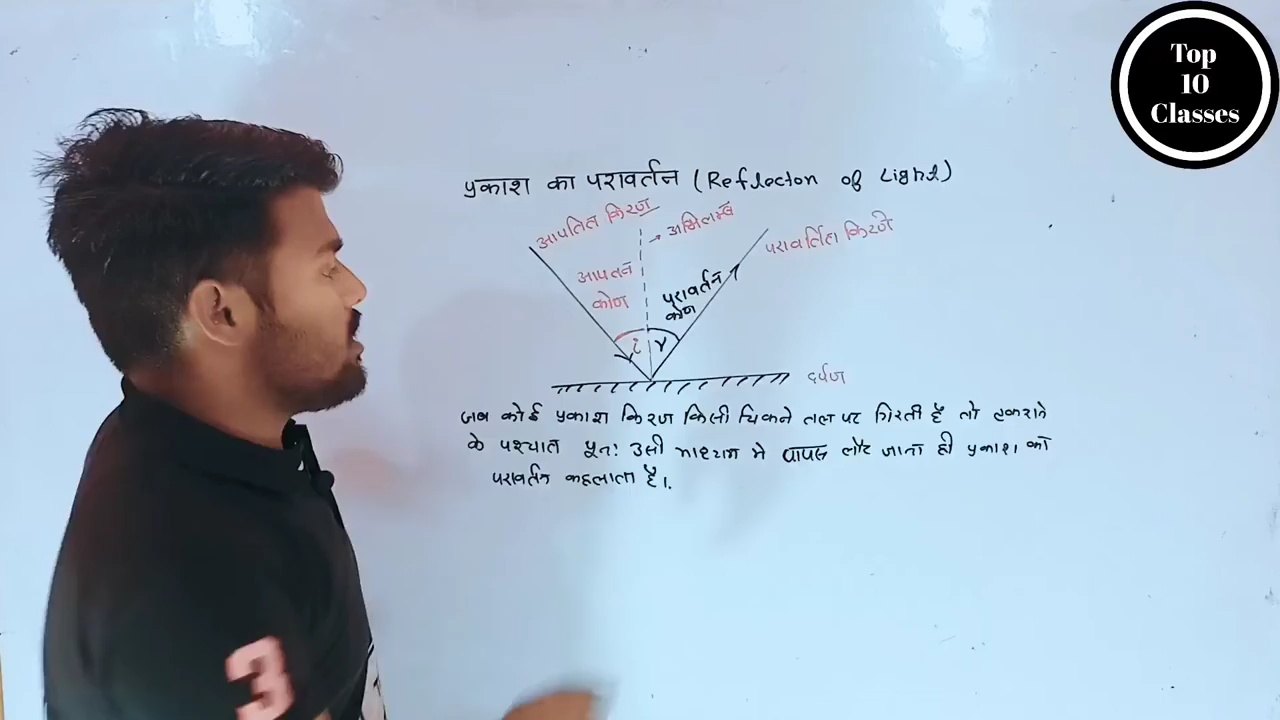 Top
10
Classes
प्रकाश का परावर्तन (Reflecton of Light)
आपतित किरण
अभिलम्ब
परावर्तित किरणे
आपतन
कोण
परावर्तन
कोण
i
r
दर्पण
जब कोई प्रकाश किरण किसी चिकने तल पर गिरती है तो टकराने
के पश्चात पून: उसी माध्यम मे वापस लौट जाना ही प्रकाश का
परावर्तन कहलाता है।
3